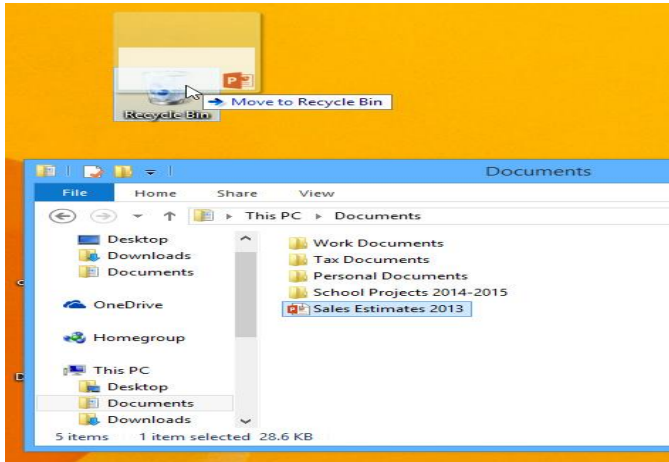 Move to Recycle Bin
Recycle Bin
Documents
File Home Share View
This PC Documents
Desktop
Downloads
Documents
OneDrive
Homegroup
This PC
Desktop
Documents
Downloads
Work Documents
Tax Documents
Personal Documents
School Projects 2014-2015
Sales Estimates 2013
5 items 1 item selected 28.6 KB